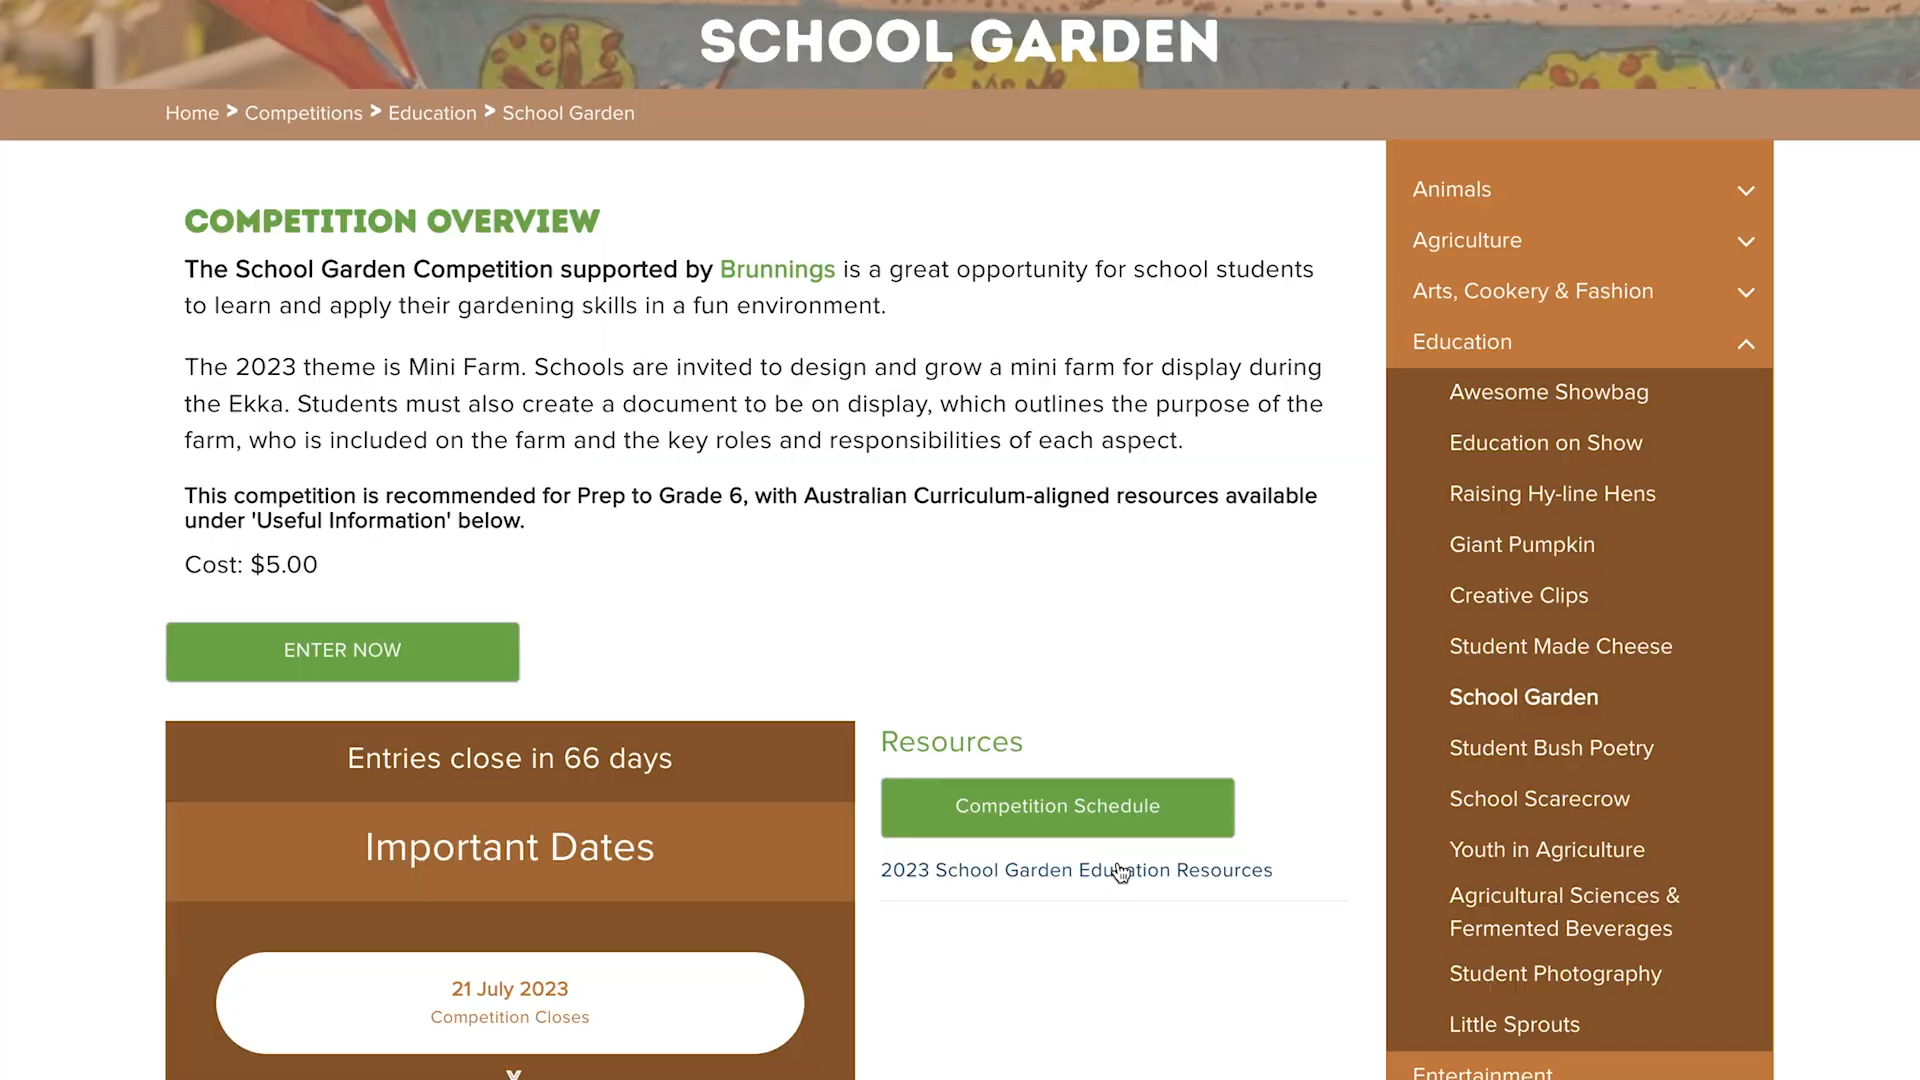 SCHOOL GARDEN
Home > Competitions > Education > School Garden
COMPETITION OVERVIEW
The School Garden Competition supported by Brunnings is a great opportunity for school students
to learn and apply their gardening skills in a fun environment.
The 2023 theme is Mini Farm. Schools are invited to design and grow a mini farm for display during
the Ekka. Students must also create a document to be on display, which outlines the purpose of the
farm, who is included on the farm and the key roles and responsibilities of each aspect.
This competition is recommended for Prep to Grade 6, with Australian Curriculum-aligned resources available
under 'Useful Information' below.
Cost: $5.00
ENTER NOW
Entries close in 66 days
Important Dates
21 July 2023
Competition Closes
Resources
Competition Schedule
2023 School Garden Education Resources
Animals
Agriculture
Arts, Cookery & Fashion
Education
Awesome Showbag
Education on Show
Raising Hy-line Hens
Giant Pumpkin
Creative Clips
Student Made Cheese
School Garden
Student Bush Poetry
School Scarecrow
Youth in Agriculture
Agricultural Sciences &
Fermented Beverages
Student Photography
Little Sprouts
Entertainment